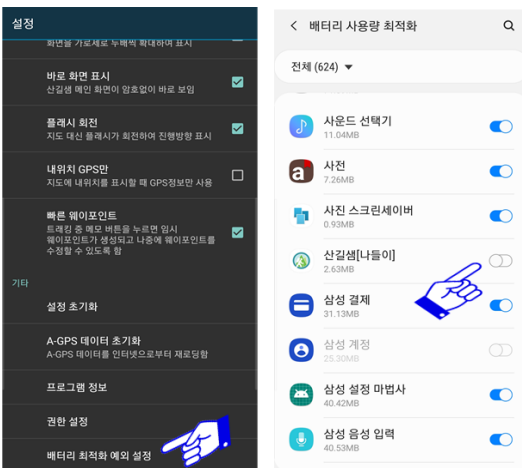 설정
화면을 가로세로 두배씩 확대하여 표시
바로 화면 표시
산길샘 메인 화면이 암호없이 바로 보임
플래시 회전
지도 대신 플래시가 회전하여 진행방향 표시
내위치 GPS만
지도에 내위치를 표시할 때 GPS정보만 사용
빠른 웨이포인트
트래킹 중 메모 버튼을 누르면 임시
웨이포인트가 생성되고 나중에 웨이포인트를
수정할 수 있도록 함
기타
설정 초기화
A-GPS 데이터 초기화
A-GPS 데이터를 인터넷으로부터 재로딩함
프로그램 정보
권한 설정
배터리 최적화 예외 설정
배터리 사용량 최적화
전체 (624) ▼
사운드 선택기
11.04MB
사전
7.26MB
사진 스크린세이버
0.93MB
산길샘[나들이]
2.63MB
삼성 결제
31.13MB
삼성 계정
25.30MB
삼성 설정 마법사
40.42MB
삼성 음성 입력
40.53MB